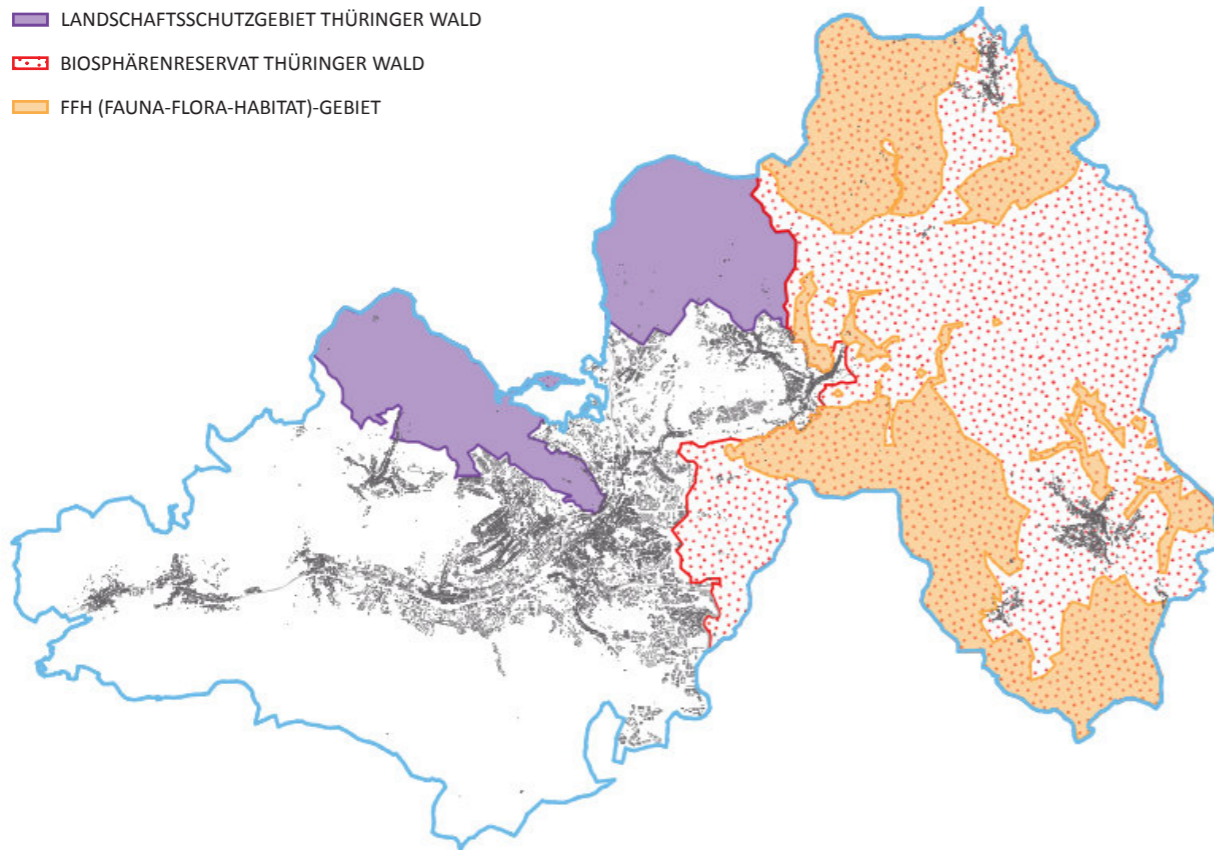 LANDSCHAFTSSCHUTZGEBIET THÜRINGER WALD
BIOSPHÄRENRESERVAT THÜRINGER WALD
FFH (FAUNA-FLORA-HABITAT)-GEBIET